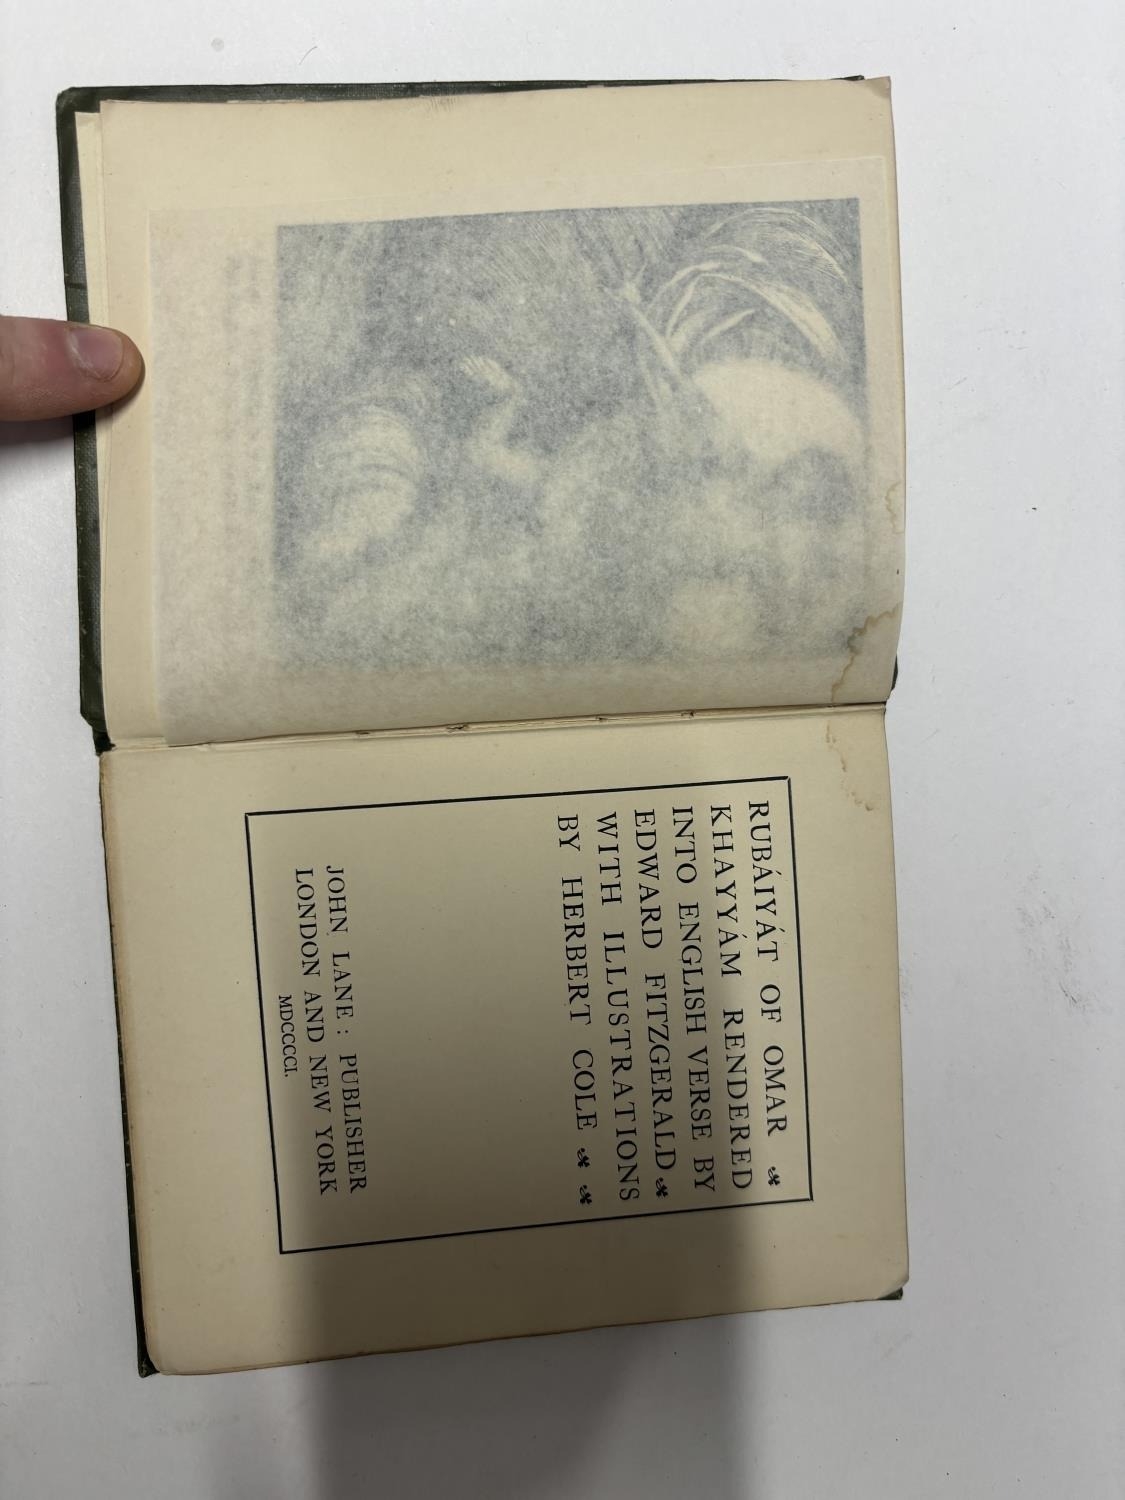 RUBÁIYÁT OF OMAR
KHAYYÁM RENDERED
INTO ENGLISH VERSE BY
EDWARD FITZGERALD
WITH ILLUSTRATIONS
BY HERBERT COLE
JOHN LANE : PUBLISHER
LONDON AND NEW YORK
MDCCCCI.